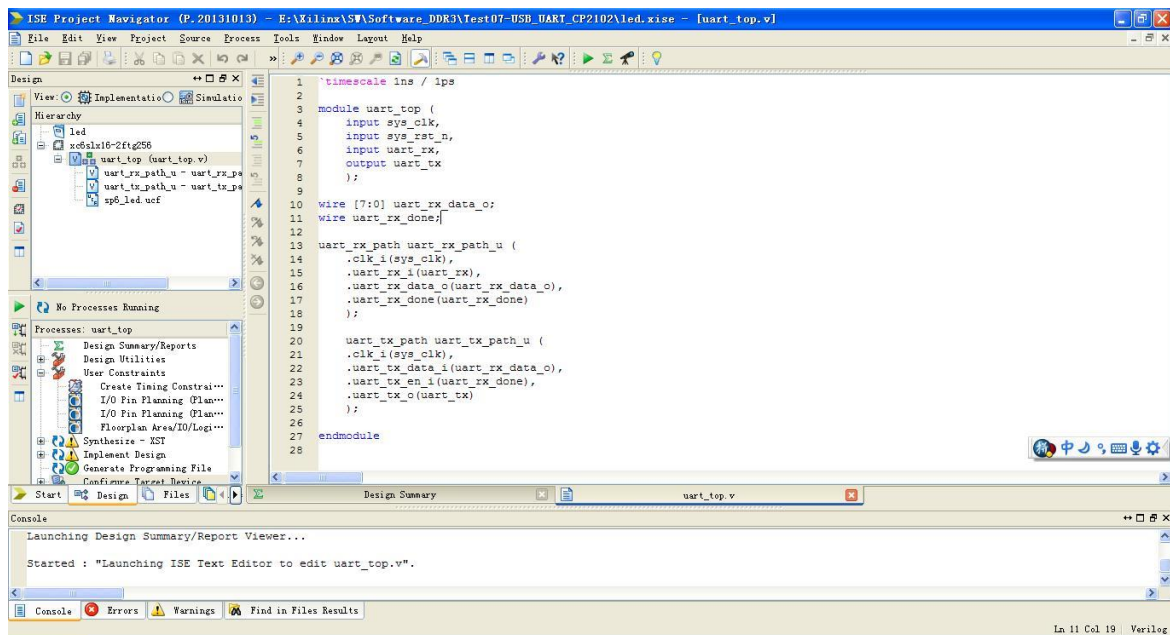 ISE Project Navigator (P.20131013) - E:\Xilinx\SW\Software_DDR3\Test07-USB_UART_CP2102\led.xise - [uart_top.v]
File Edit View Project Source Process Tools Window Layout Help
Design
View: Implementatio Simulatio
Hierarchy
led
xc6slx16-2ftg256
uart_top (uart_top.v)
uart_rx_path_u - uart_rx_pa
uart_tx_path_u - uart_tx_pa
sp6_led.ucf
No Processes Running
Processes: uart_top
Design Summary/Reports
Design Utilities
User Constraints
Create Timing Constrai···
I/O Pin Planning (Plan···
I/O Pin Planning (Plan···
Floorplan Area/IO/Logi···
Synthesize - XST
Implement Design
Generate Programming File
Configure Target Device
Start Design Files
1 `timescale 1ns / 1ps
2
3 module uart_top (
4 input sys_clk,
5 input sys_rst_n,
6 input uart_rx,
7 output uart_tx
8 );
9
10 wire [7:0] uart_rx_data_o;
11 wire uart_rx_done;
12
13 uart_rx_path uart_rx_path_u (
14 .clk_i(sys_clk),
15 .uart_rx_i(uart_rx),
16 .uart_rx_data_o(uart_rx_data_o),
17 .uart_rx_done(uart_rx_done)
18 );
19
20 uart_tx_path uart_tx_path_u (
21 .clk_i(sys_clk),
22 .uart_tx_data_i(uart_rx_data_o),
23 .uart_tx_en_i(uart_rx_done),
24 .uart_tx_o(uart_tx)
25 );
26
27 endmodule
28
中
Design Summary uart_top.v
Console
Launching Design Summary/Report Viewer...
Started : "Launching ISE Text Editor to edit uart_top.v".
Console Errors Warnings Find in Files Results
Ln 11 Col 19 Verilog